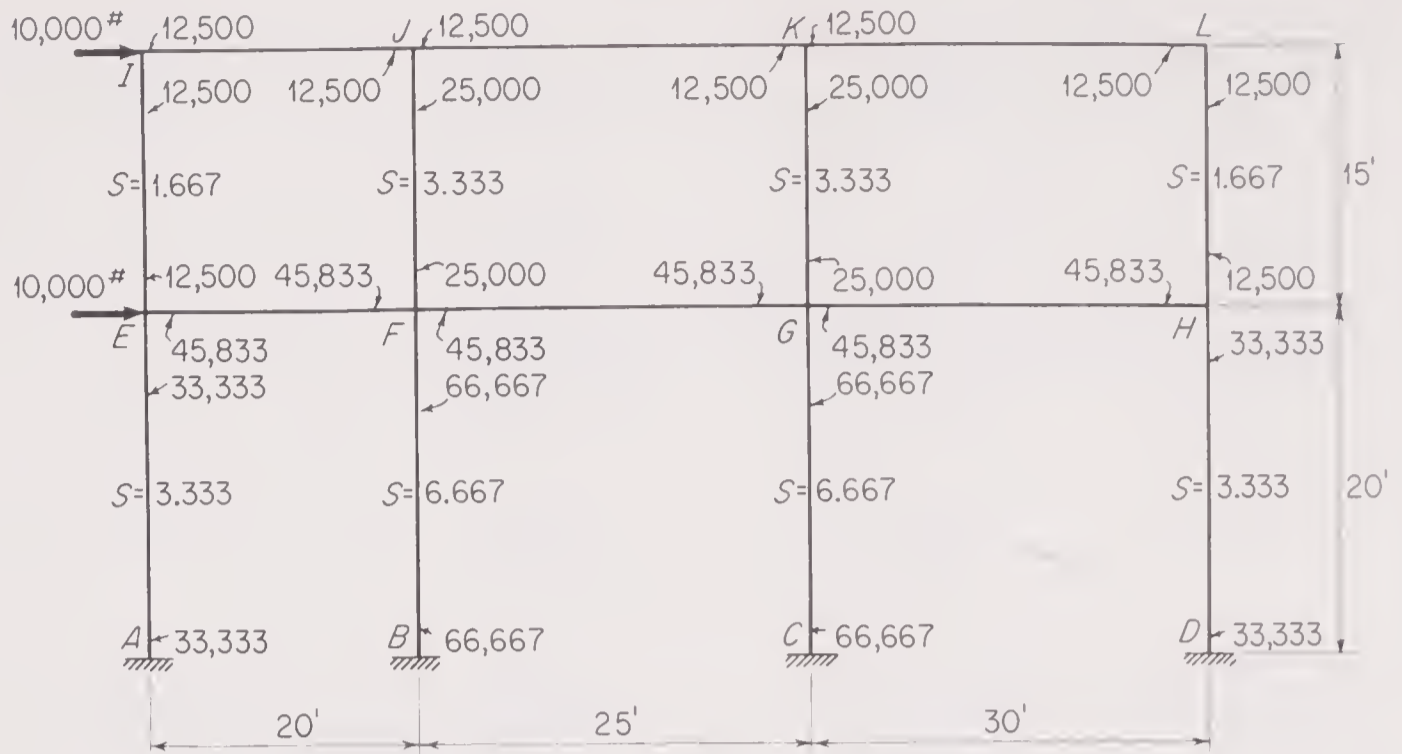 10,000#
12,500
J
12,500
K
12,500
L
I
12,500
12,500
25,000
12,500
25,000
12,500
12,500
S= 1.667
S= 3.333
S= 3.333
S= 1.667
15'
10,000#
12,500
45,833
25,000
45,833
25,000
45,833
12,500
E
45,833
F
45,833
G
45,833
H
33,333
33,333
66,667
66,667
S= 3.333
S= 6.667
S= 6.667
S= 3.333
20'
A
33,333
B
66,667
C
66,667
D
33,333
20'
25'
30'